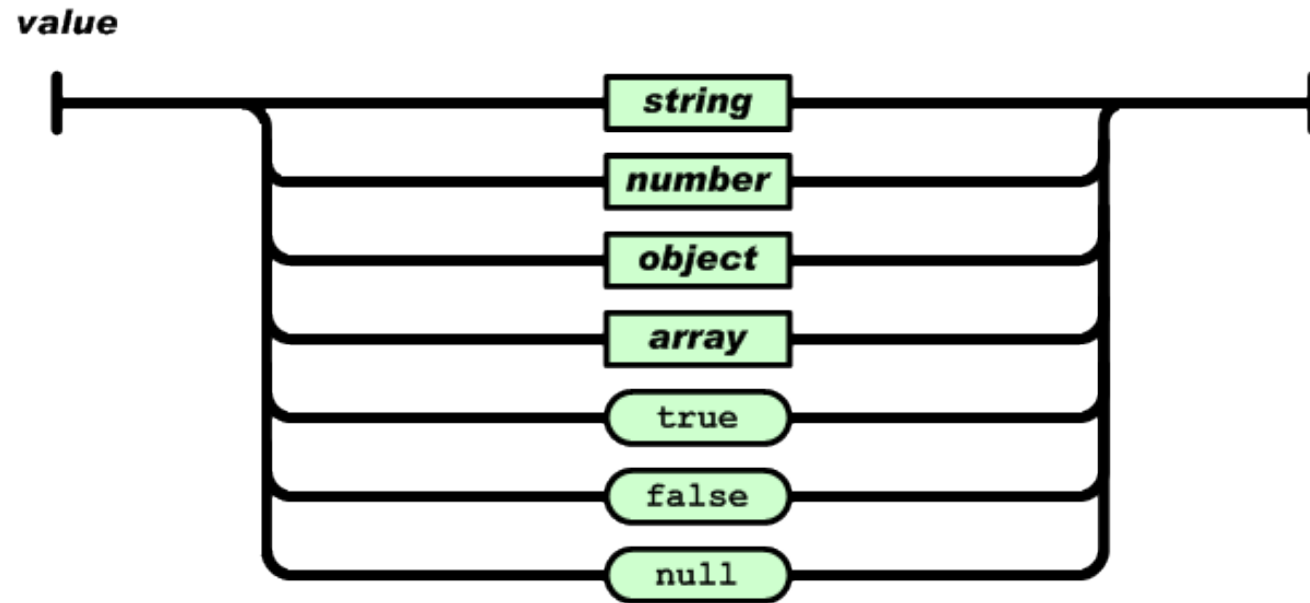 value
string
number
object
array
true
false
null